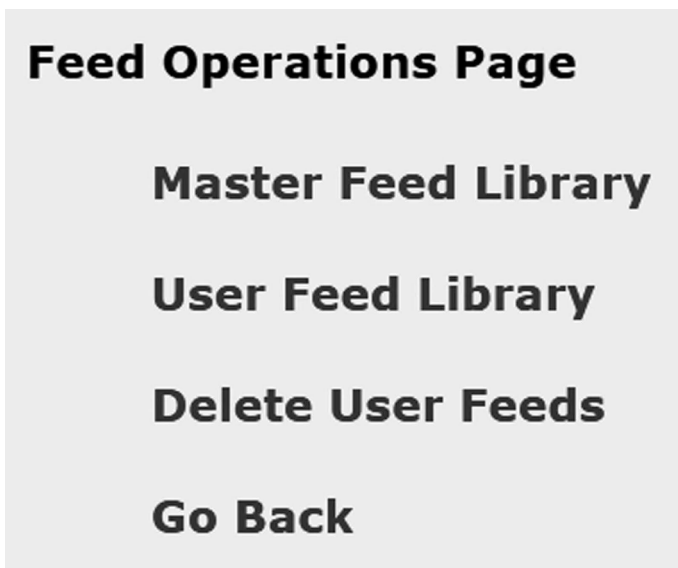 Feed Operations Page
Master Feed Library
User Feed Library
Delete User Feeds
Go Back